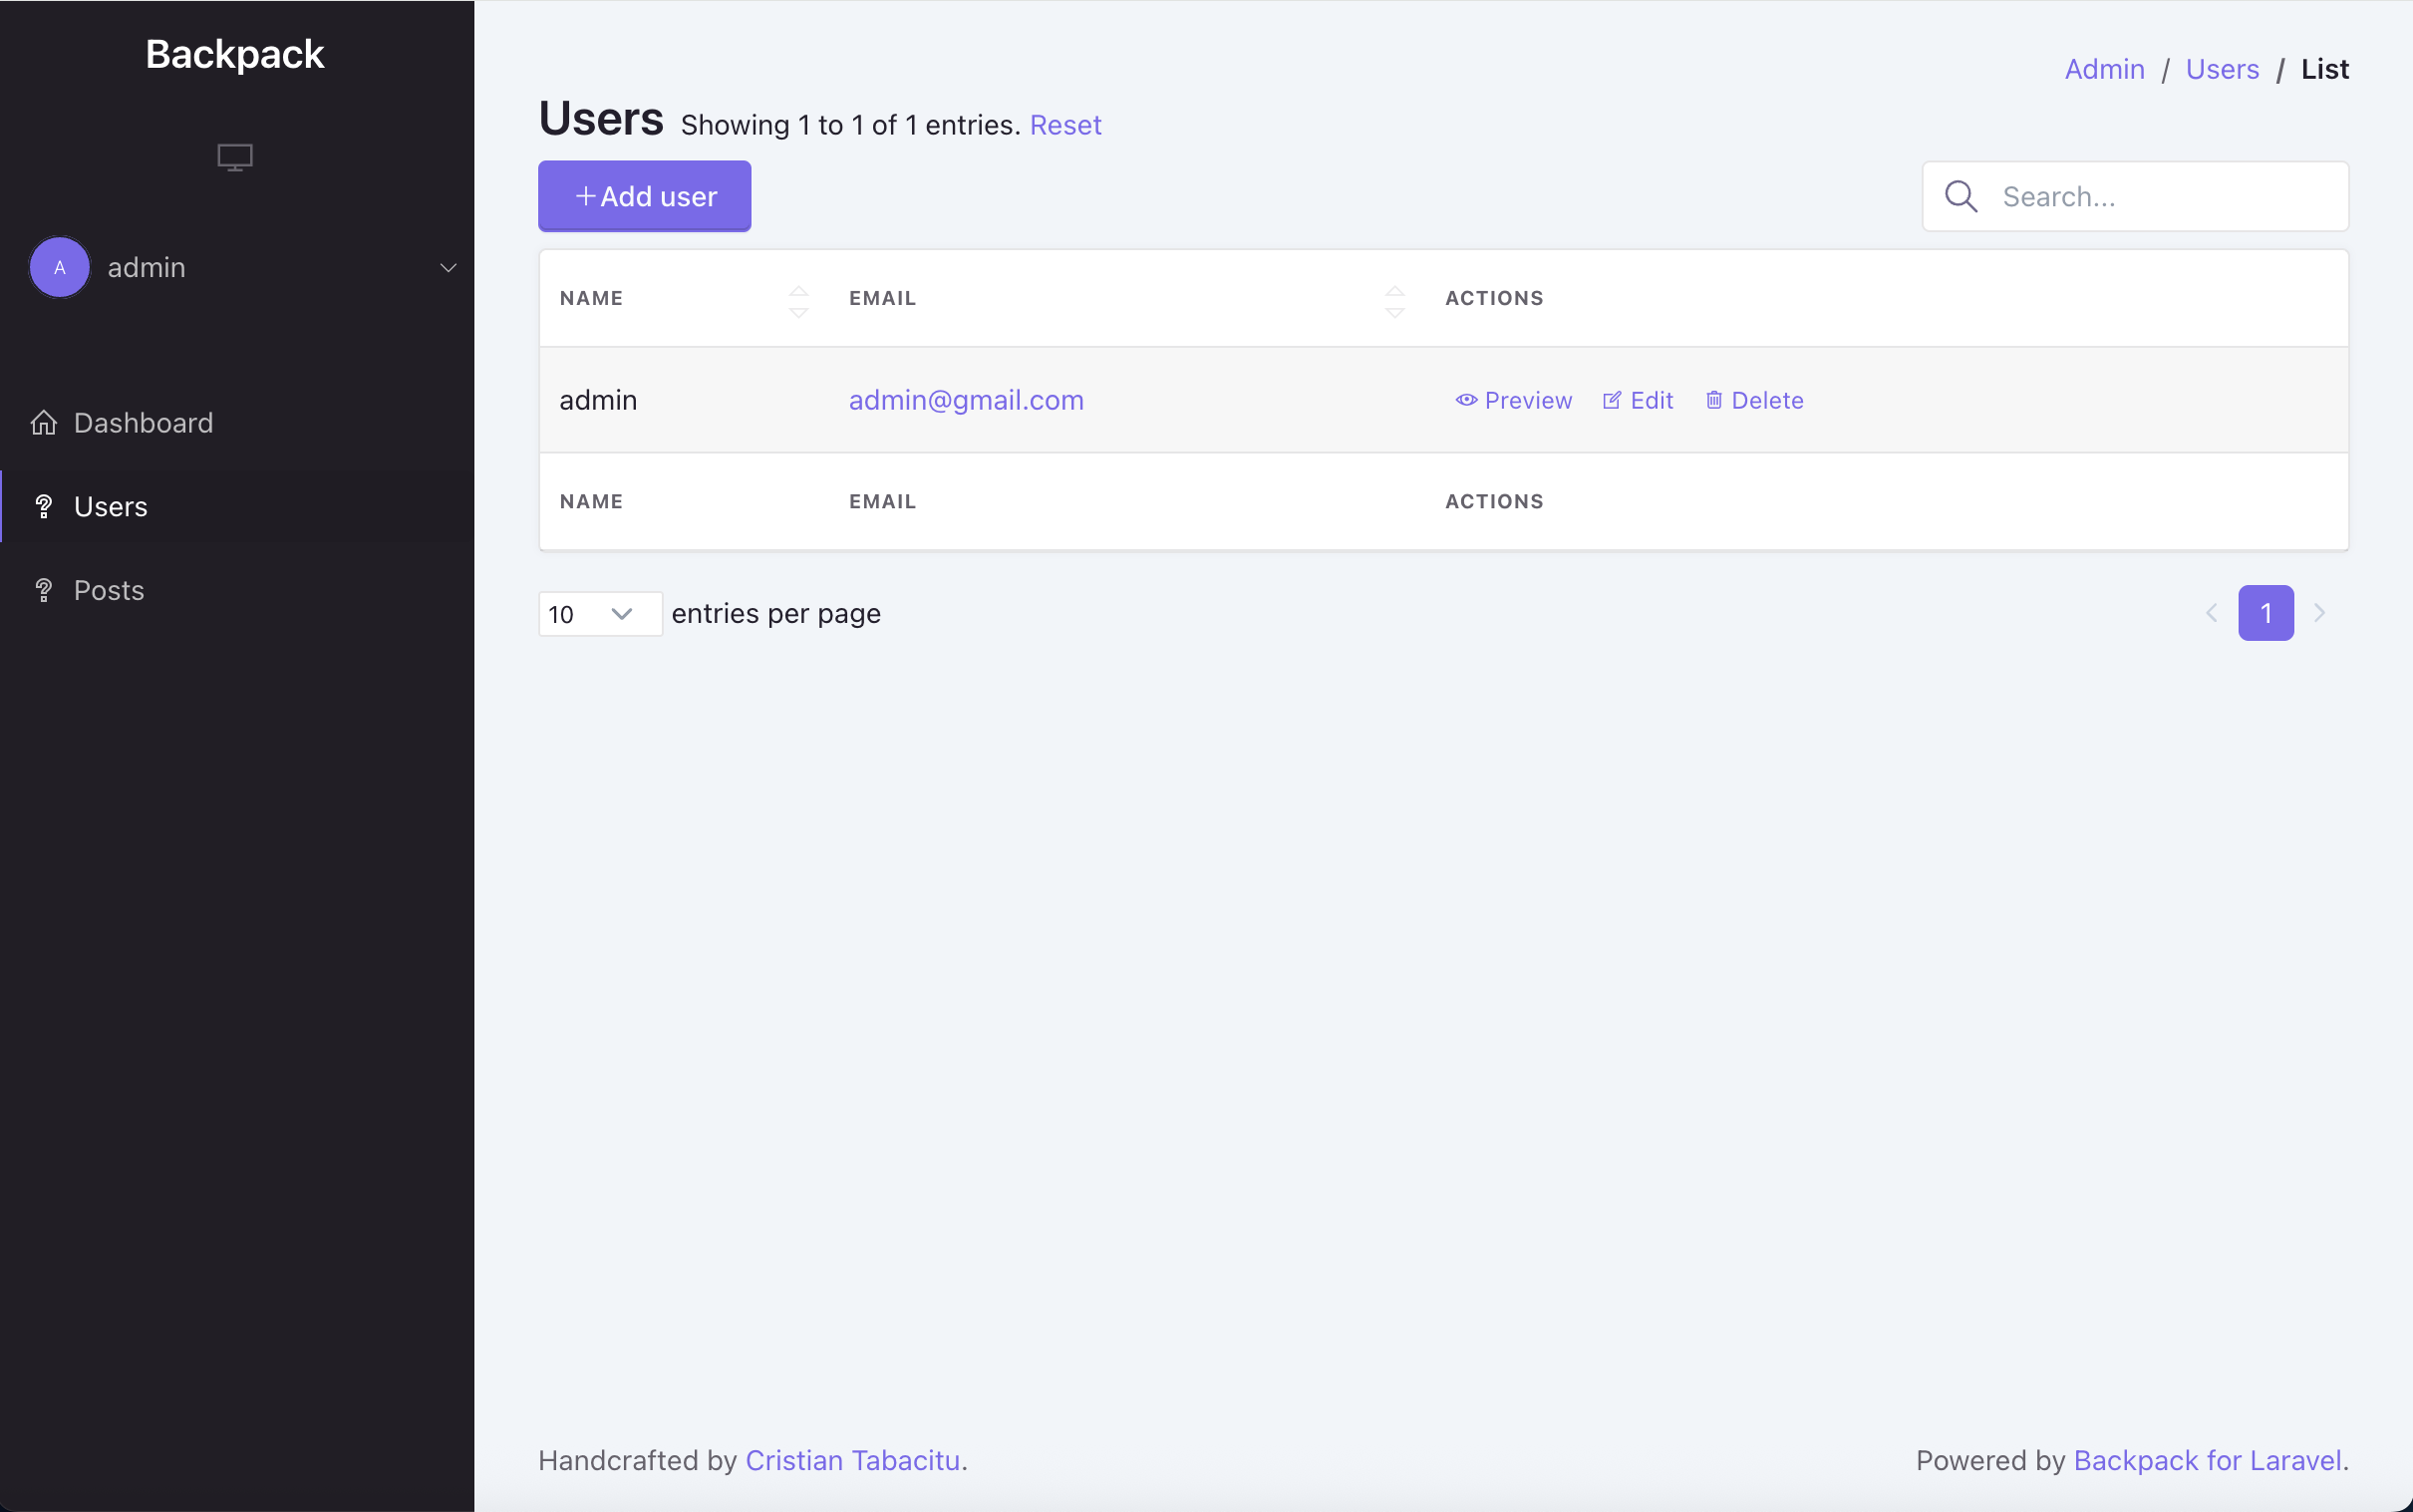 Backpack
A admin
Dashboard
Users
Posts
Admin / Users / List
Users Showing 1 to 1 of 1 entries. Reset
+Add user
Search...
NAME EMAIL ACTIONS
admin admin@gmail.com Preview Edit Delete
NAME EMAIL ACTIONS
10 entries per page
1
Handcrafted by Cristian Tabacitu.
Powered by Backpack for Laravel.